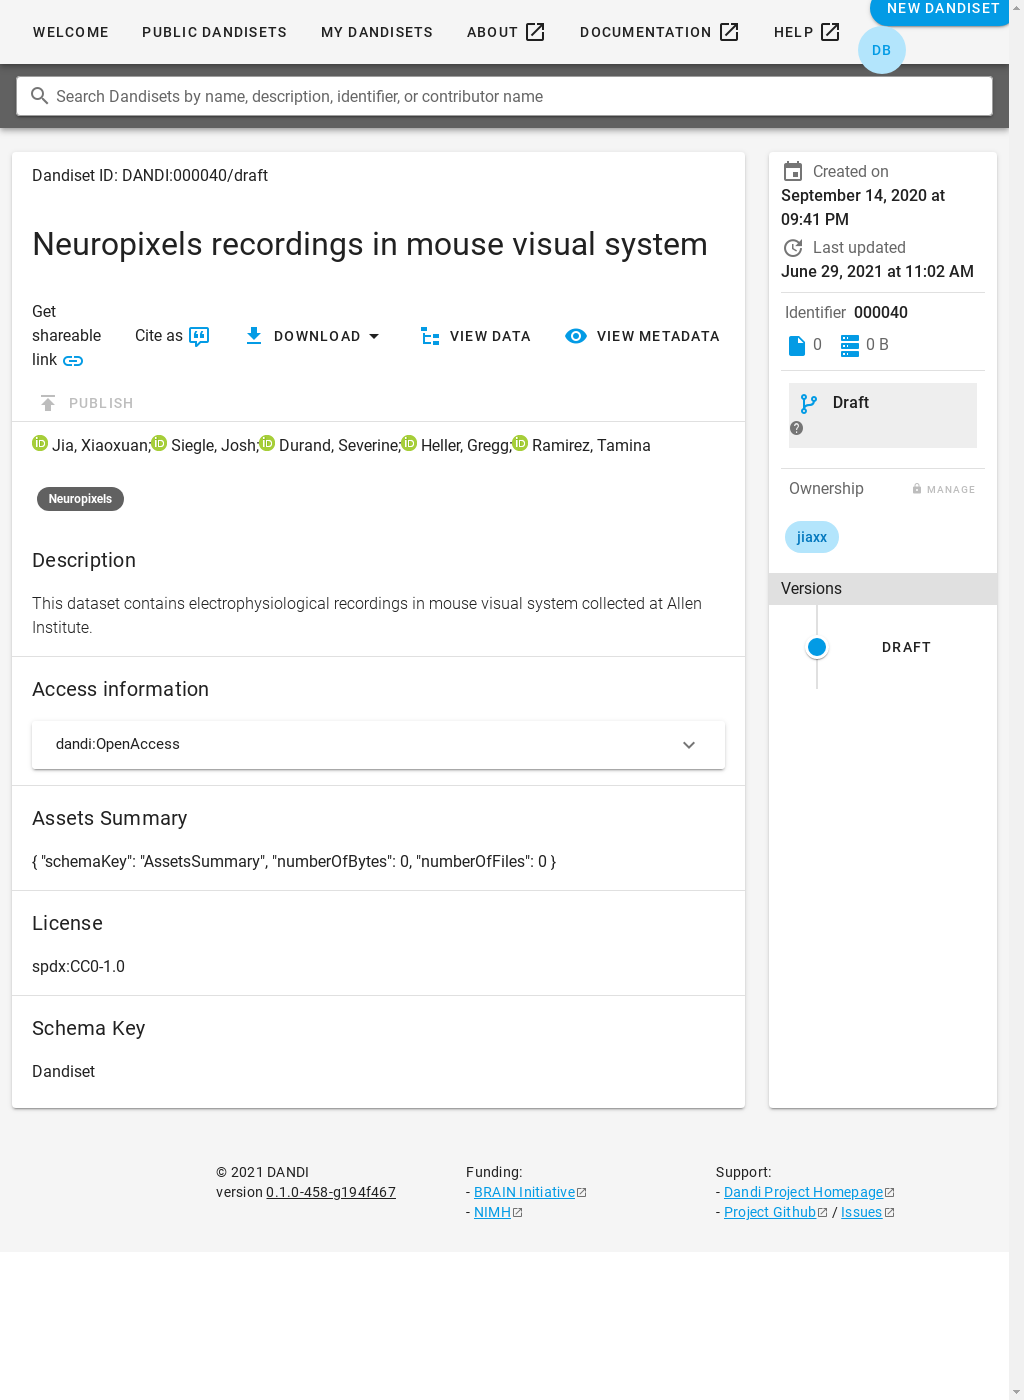 NEW DANDISET
WELCOME PUBLIC DANDISETS MY DANDISETS ABOUT DOCUMENTATION HELP
DB
Search Dandisets by name, description, identifier, or contributor name
Dandiset ID: DANDI:000040/draft
Neuropixels recordings in mouse visual system
Get
shareable
link
Cite as
DOWNLOAD
VIEW DATA
VIEW METADATA
PUBLISH
iD Jia, Xiaoxuan;iD Siegle, Josh;iD Durand, Severine;iD Heller, Gregg;iD Ramirez, Tamina
Neuropixels
Description
This dataset contains electrophysiological recordings in mouse visual system collected at Allen
Institute.
Access information
dandi:OpenAccess
Assets Summary
{ "schemaKey": "AssetsSummary", "numberOfBytes": 0, "numberOfFiles": 0 }
License
spdx:CC0-1.0
Schema Key
Dandiset
Created on
September 14, 2020 at
09:41 PM
Last updated
June 29, 2021 at 11:02 AM
Identifier 000040
0 0 B
Draft
?
Ownership MANAGE
jiaxx
Versions
DRAFT
© 2021 DANDI
version 0.1.0-458-g194f467
Funding:
- BRAIN Initiative
- NIMH
Support:
- Dandi Project Homepage
- Project Github / Issues